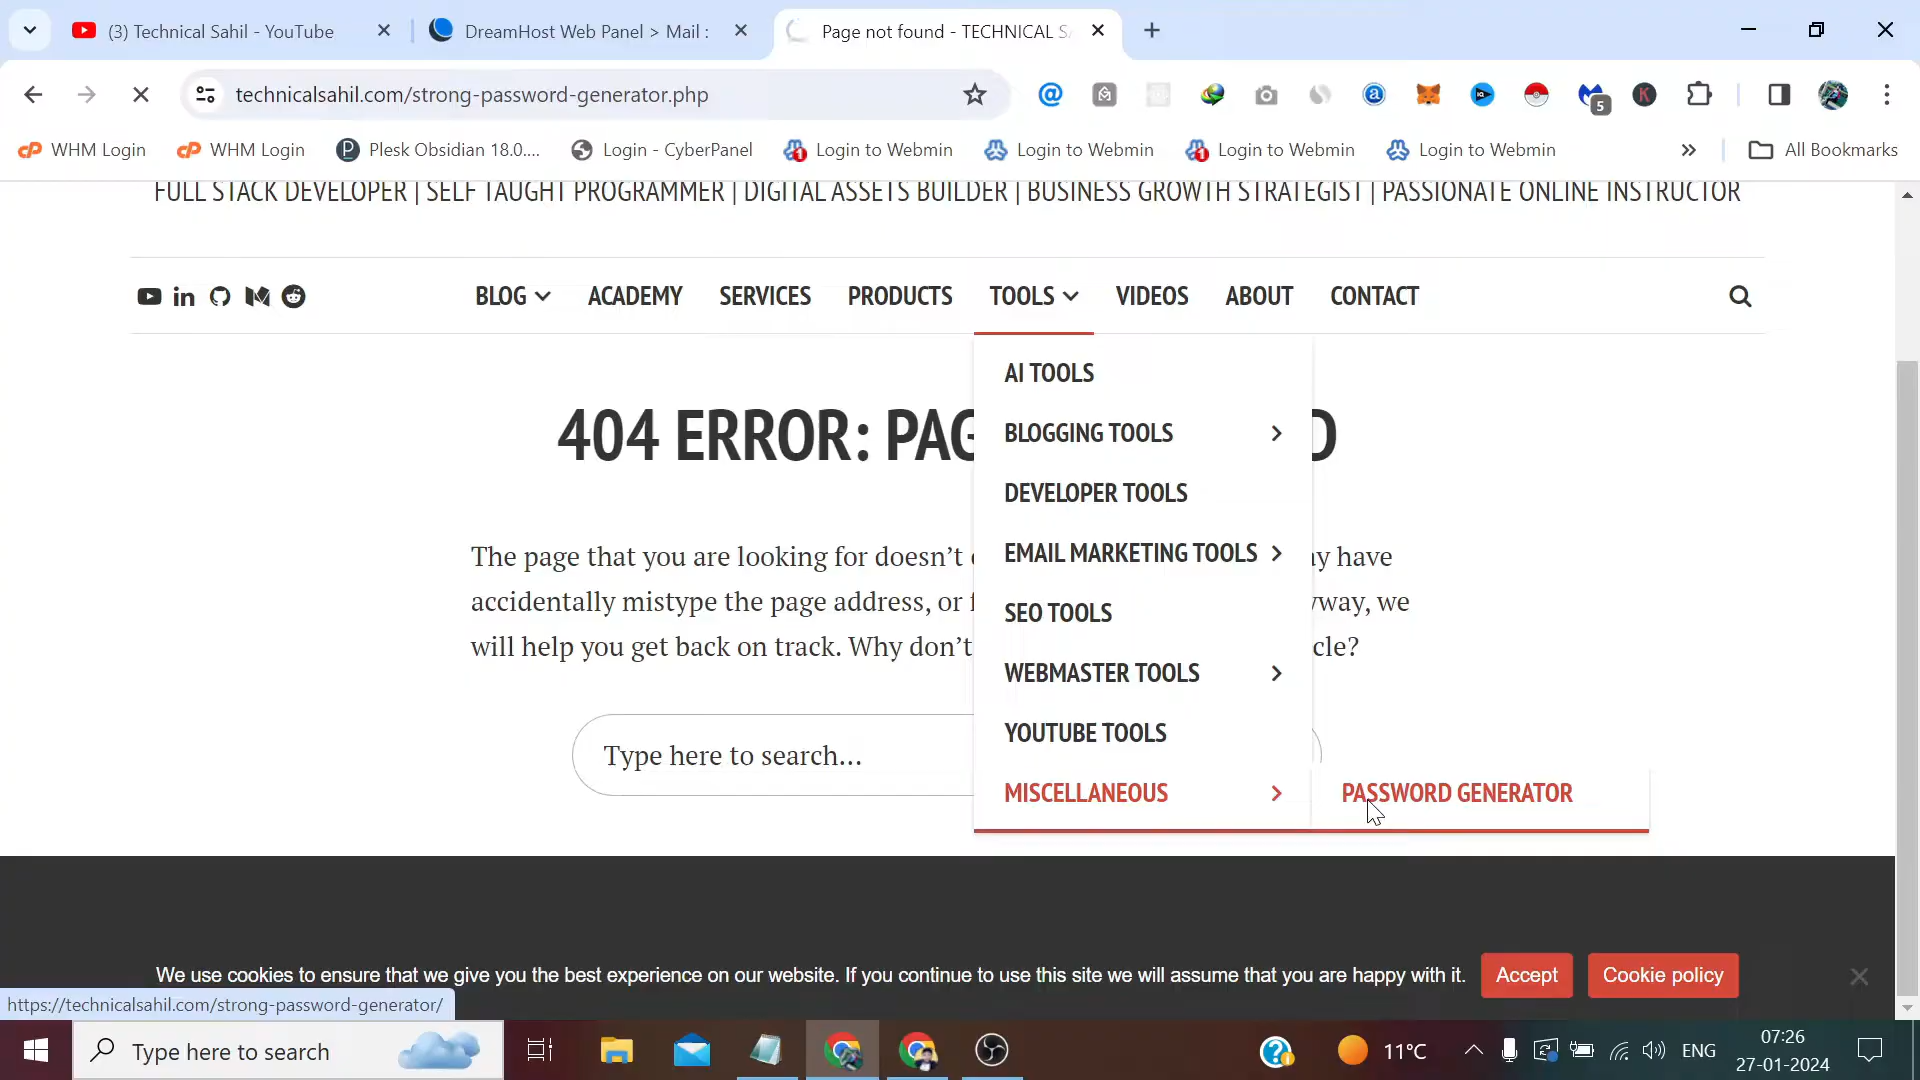 (3) Technical Sahil - YouTube
DreamHost Web Panel > Mail :
Page not found - TECHNICAL SA
technicalsahil.com/strong-password-generator.php
5
WHM Login
WHM Login
Plesk Obsidian 18.0....
Login - CyberPanel
Login to Webmin
Login to Webmin
Login to Webmin
Login to Webmin
All Bookmarks
FULL STACK DEVELOPER | SELF TAUGHT PROGRAMMER | DIGITAL ASSETS BUILDER | BUSINESS GROWTH STRATEGIST | PASSIONATE ONLINE INSTRUCTOR
BLOG
ACADEMY
SERVICES
PRODUCTS
TOOLS
VIDEOS
ABOUT
CONTACT
AI TOOLS
BLOGGING TOOLS
DEVELOPER TOOLS
EMAIL MARKETING TOOLS
SEO TOOLS
WEBMASTER TOOLS
YOUTUBE TOOLS
MISCELLANEOUS
PASSWORD GENERATOR
404 ERROR: PAG D
The page that you are looking for doesn’t ay have
accidentally mistype the page address, or yway, we
will help you get back on track. Why don’t cle?
Type here to search...
We use cookies to ensure that we give you the best experience on our website. If you continue to use this site we will assume that you are happy with it.
Accept
Cookie policy
https://technicalsahil.com/strong-password-generator/
Type here to search
11°C
ENG
07:26
27-01-2024